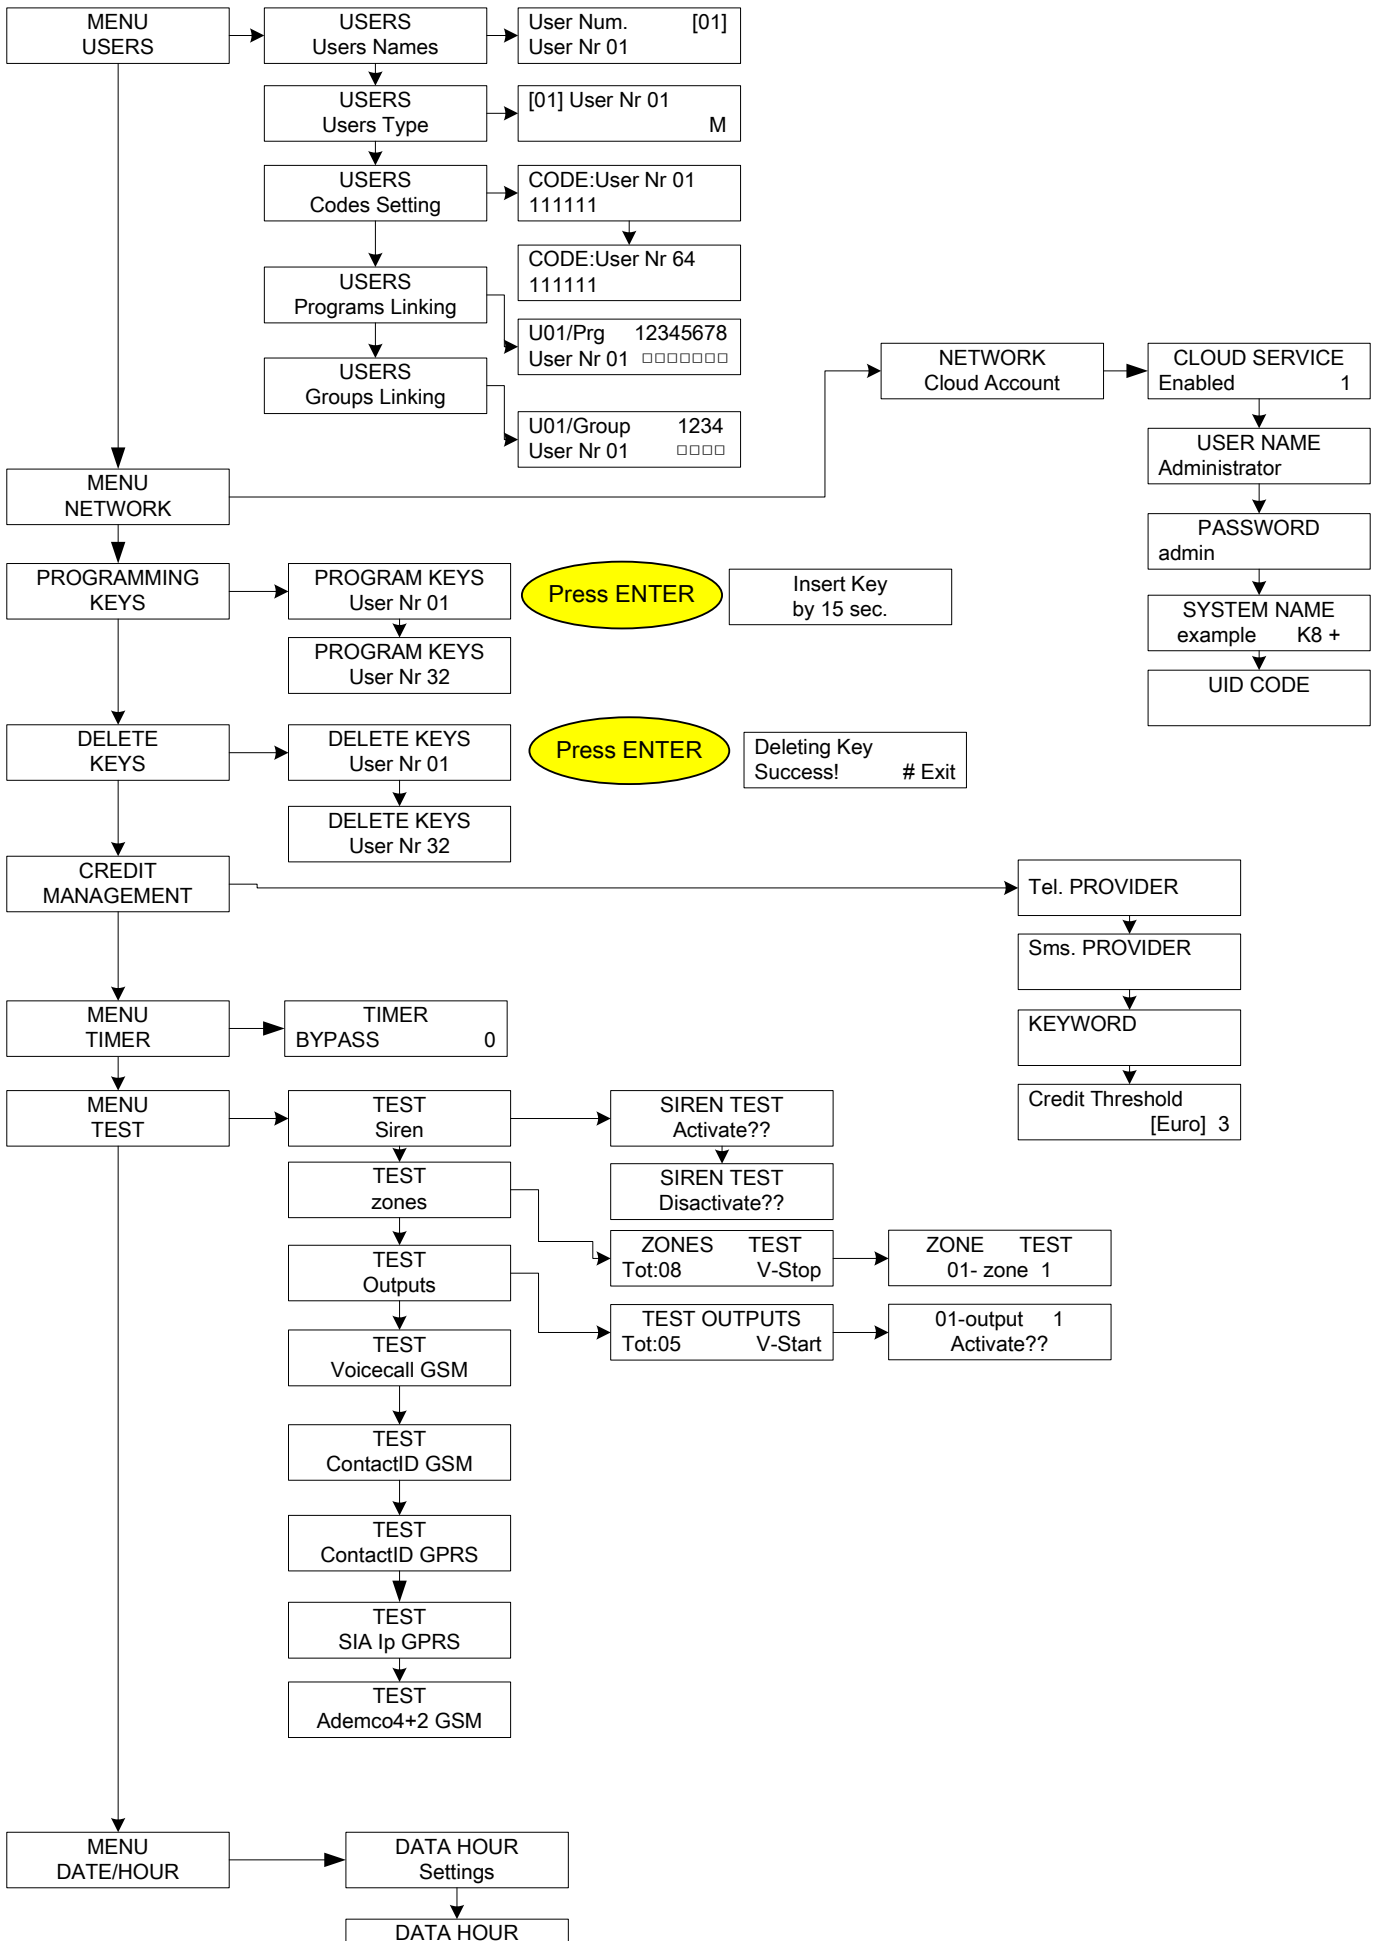 MENU
USERS
USERS
Users Names
User Num. [01]
User Nr 01
USERS
Users Type
[01] User Nr 01
M
USERS
Codes Setting
CODE:User Nr 01
111111
CODE:User Nr 64
111111
USERS
Programs Linking
U01/Prg 12345678
User Nr 01 □□□□□□□
USERS
Groups Linking
U01/Group 1234
User Nr 01 □□□□
MENU
NETWORK
NETWORK
Cloud Account
CLOUD SERVICE
Enabled 1
USER NAME
Administrator
PASSWORD
admin
SYSTEM NAME
example K8 +
UID CODE
PROGRAMMING
KEYS
PROGRAM KEYS
User Nr 01
Press ENTER
Insert Key
by 15 sec.
PROGRAM KEYS
User Nr 32
DELETE
KEYS
DELETE KEYS
User Nr 01
Press ENTER
Deleting Key
Success! # Exit
DELETE KEYS
User Nr 32
CREDIT
MANAGEMENT
Tel. PROVIDER
Sms. PROVIDER
KEYWORD
Credit Threshold
[Euro] 3
MENU
TIMER
TIMER
BYPASS 0
MENU
TEST
TEST
Siren
SIREN TEST
Activate??
SIREN TEST
Disactivate??
TEST
zones
ZONES TEST
Tot:08 V-Stop
ZONE TEST
01- zone 1
TEST
Outputs
TEST OUTPUTS
Tot:05 V-Start
01-output 1
Activate??
TEST
Voicecall GSM
TEST
ContactID GSM
TEST
ContactID GPRS
TEST
SIA Ip GPRS
TEST
Ademco4+2 GSM
MENU
DATE/HOUR
DATA HOUR
Settings
DATA HOUR